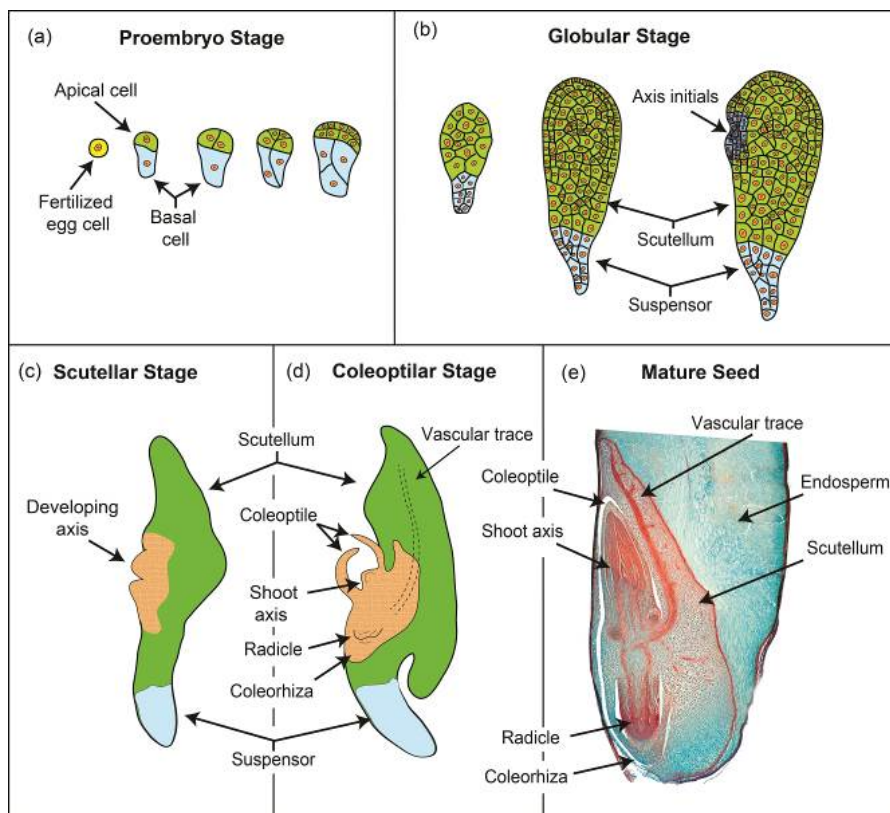 (a) Proembryo Stage
Apical cell
Fertilized
egg cell
Basal
cell
(b) Globular Stage
Axis initials
Scutellum
Suspensor
(c) Scutellar Stage
Scutellum
Developing
axis
Suspensor
(d) Coleoptilar Stage
Vascular trace
Coleoptile
Shoot
axis
Radicle
Coleorhiza
(e) Mature Seed
Vascular trace
Coleoptile
Endosperm
Shoot axis
Scutellum
Radicle
Coleorhiza